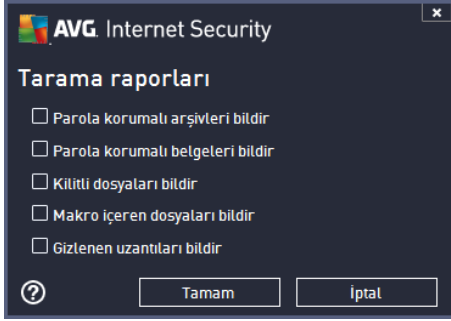 AVG. Internet Security
Tarama raporları
Parola korumalı arşivleri bildir
Parola korumalı belgeleri bildir
Kilitli dosyaları bildir
Makro içeren dosyaları bildir
Gizlenen uzantıları bildir
? Tamam İptal